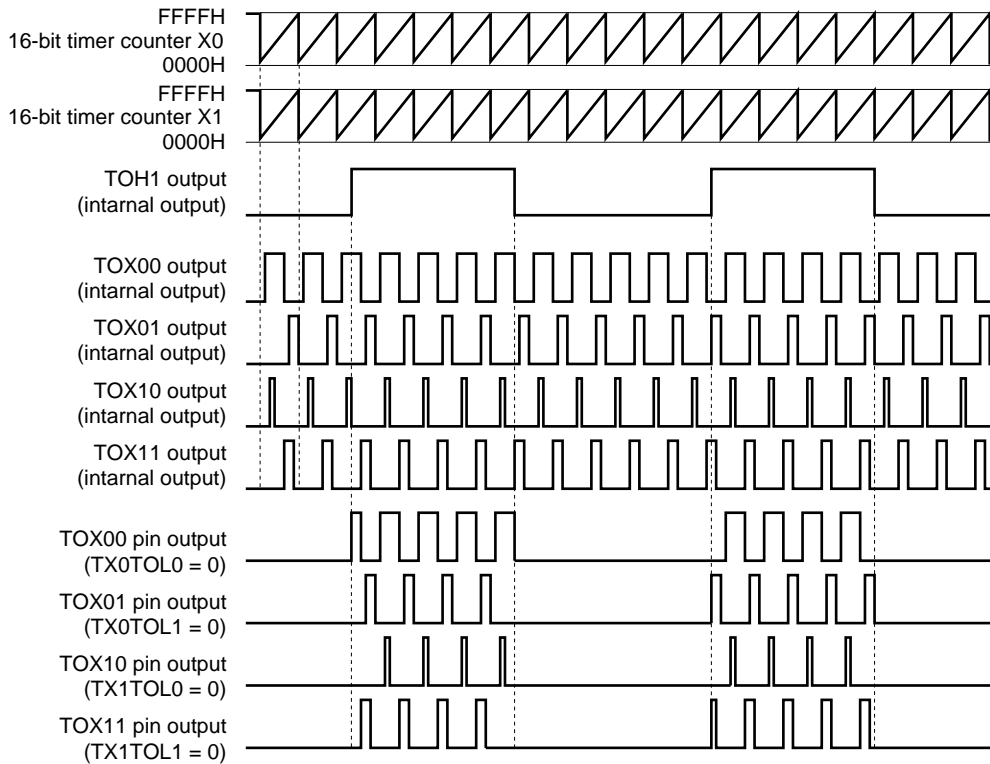 FFFFH
16-bit timer counter X0
0000H
FFFFH
16-bit timer counter X1
0000H
TOH1 output
(intarnal output)
TOX00 output
(intarnal output)
TOX01 output
(intarnal output)
TOX10 output
(intarnal output)
TOX11 output
(intarnal output)
TOX00 pin output
(TX0TOL0 = 0)
TOX01 pin output
(TX0TOL1 = 0)
TOX10 pin output
(TX1TOL0 = 0)
TOX11 pin output
(TX1TOL1 = 0)